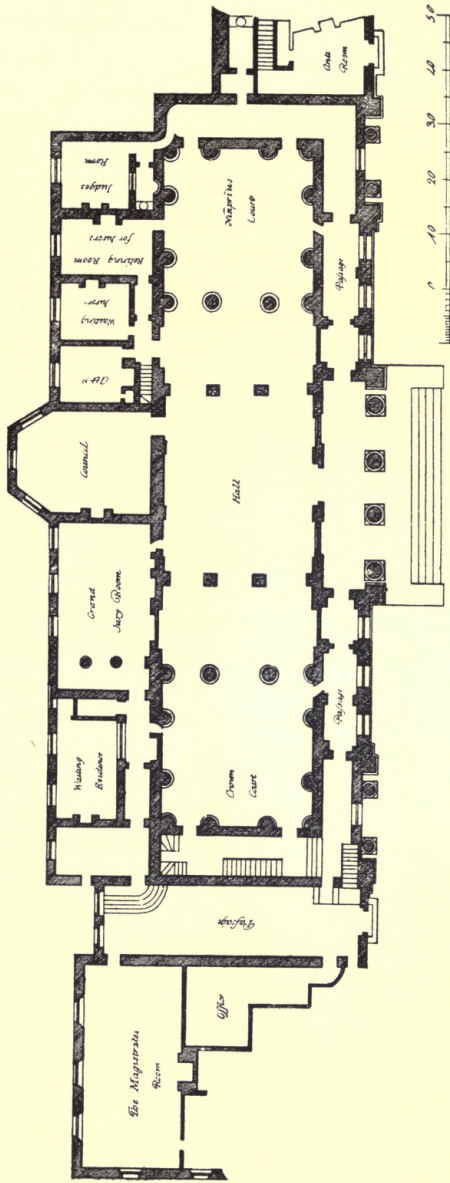 Anti
Room
Judges
Room
Retiring Room
for Jurors
Waiting
Jurors
Nisi prius
Court
Passage
Council
Hall
Grand
Jury Room
Waiting
Evidence
Crown
Court
Passage
Passage
Office
The Magistrates
Room
50
40
30
20
10
0